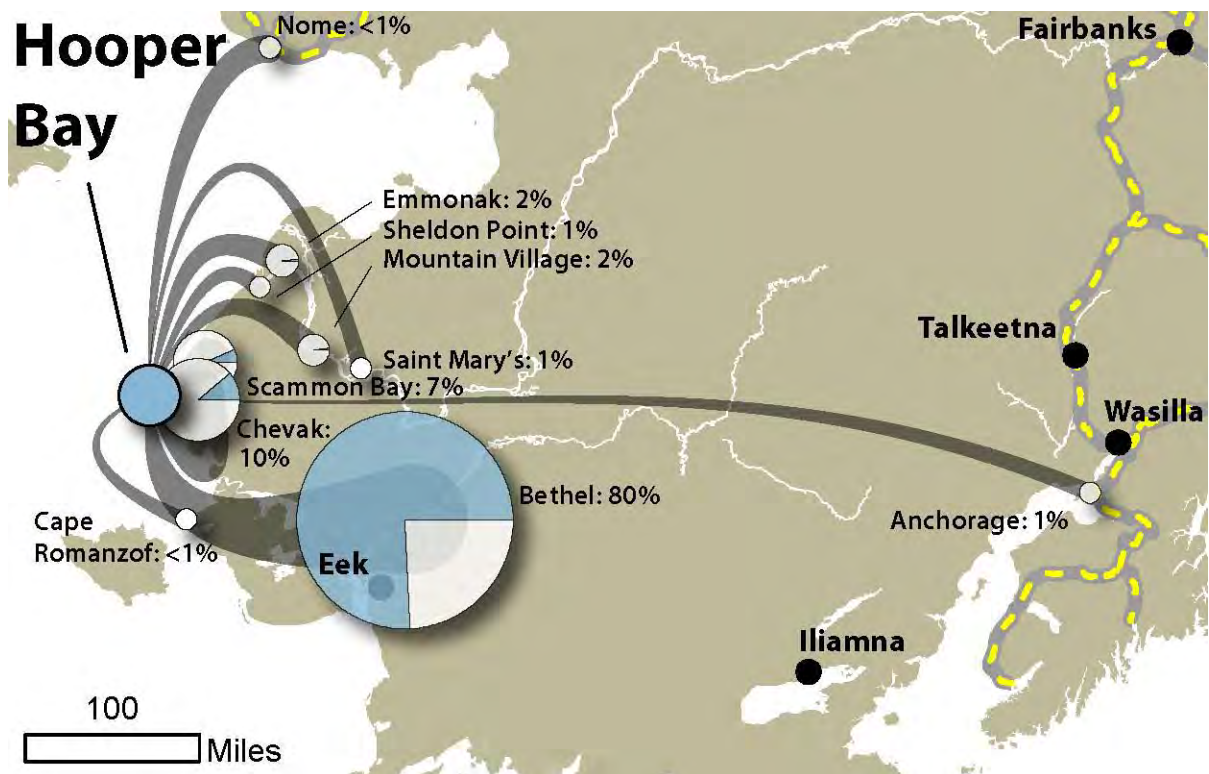 Hooper
Bay
Nome: <1%
Fairbanks
Emmonak: 2%
Sheldon Point: 1%
Mountain Village: 2%
Talkeetna
Saint Mary's: 1%
Scammon Bay: 7%
Wasilla
Chevak:
10%
Bethel: 80%
Anchorage: 1%
Cape
Romanzof: <1%
Eek
Iliamna
100
Miles